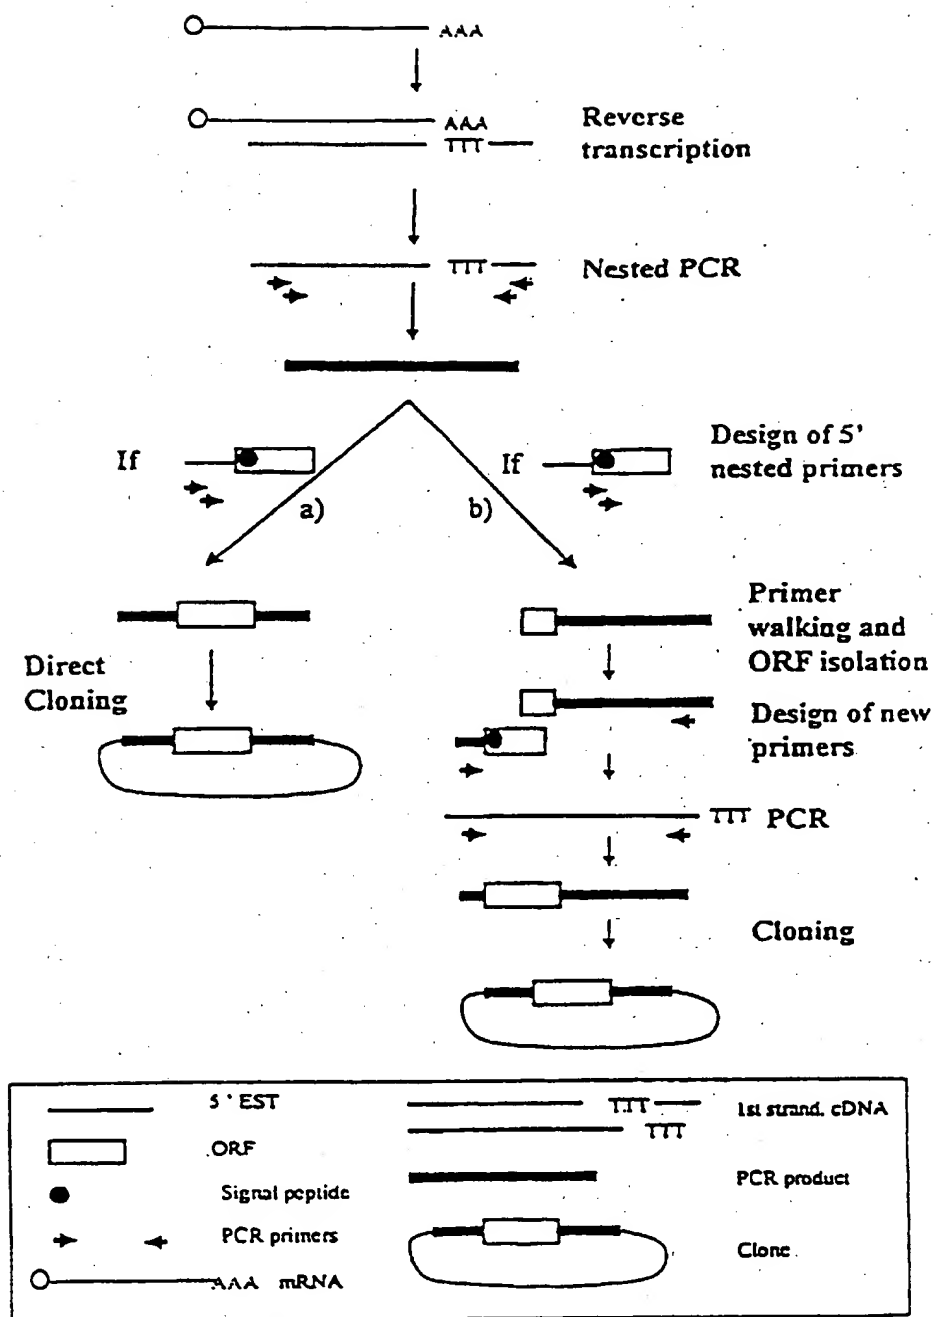 AAA
AAA
TTT
Reverse
transcription
TTT
Nested PCR
If
If
Design of 5'
nested primers
a)
b)
Direct
Cloning
Primer
walking and
ORF isolation
Design of new
primers
TTT PCR
Cloning
5' EST
ORF
Signal peptide
PCR primers
AAA mRNA
TTT
1st strand. cDNA
TTT
PCR product
Clone